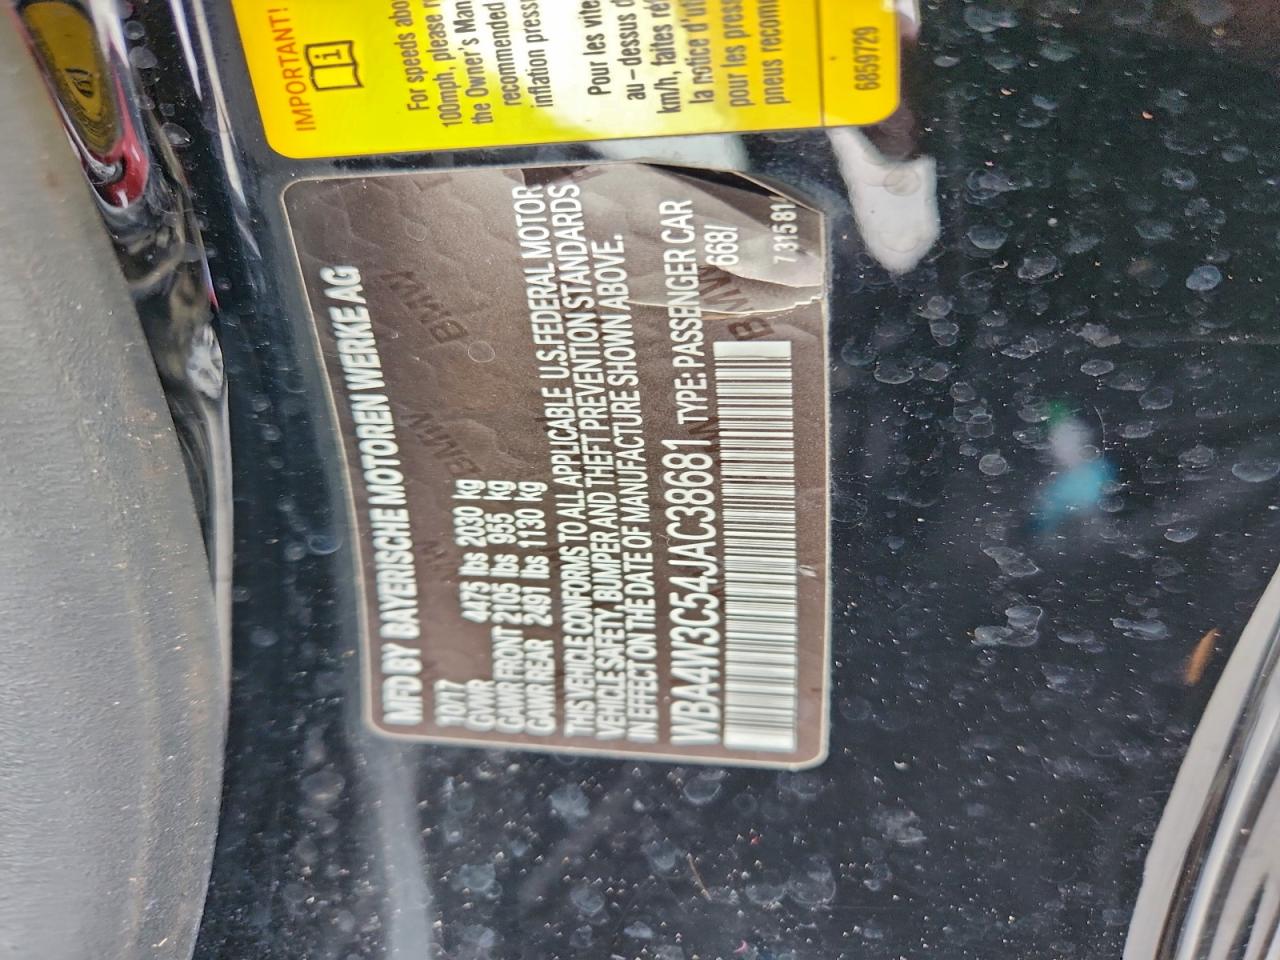 MFD BY BAYERISCHE MOTOREN WERKE AG
10/17
GVWR 4475 lbs 2030 kg
GAWR FRONT 2105 lbs 955 kg
GAWR REAR 2491 lbs 1130 kg
THIS VEHICLE CONFORMS TO ALL APPLICABLE U.S.FEDERAL MOTOR
VEHICLE SAFETY, BUMPER AND THEFT PREVENTION STANDARDS
IN EFFECT ON THE DATE OF MANUFACTURE SHOWN ABOVE.
WBA4W3C54JAC38681 TYPE: PASSENGER CAR
668/
731581
BMW
BMW
BMW
IMPORTANT!
For speeds abo
100mph, please r
the Owner's Man
recommended
inflation press
Pour les vite
au-dessus d
km/h, faites ré
la notice d'ut
pour les pres
pneus recom
6859729